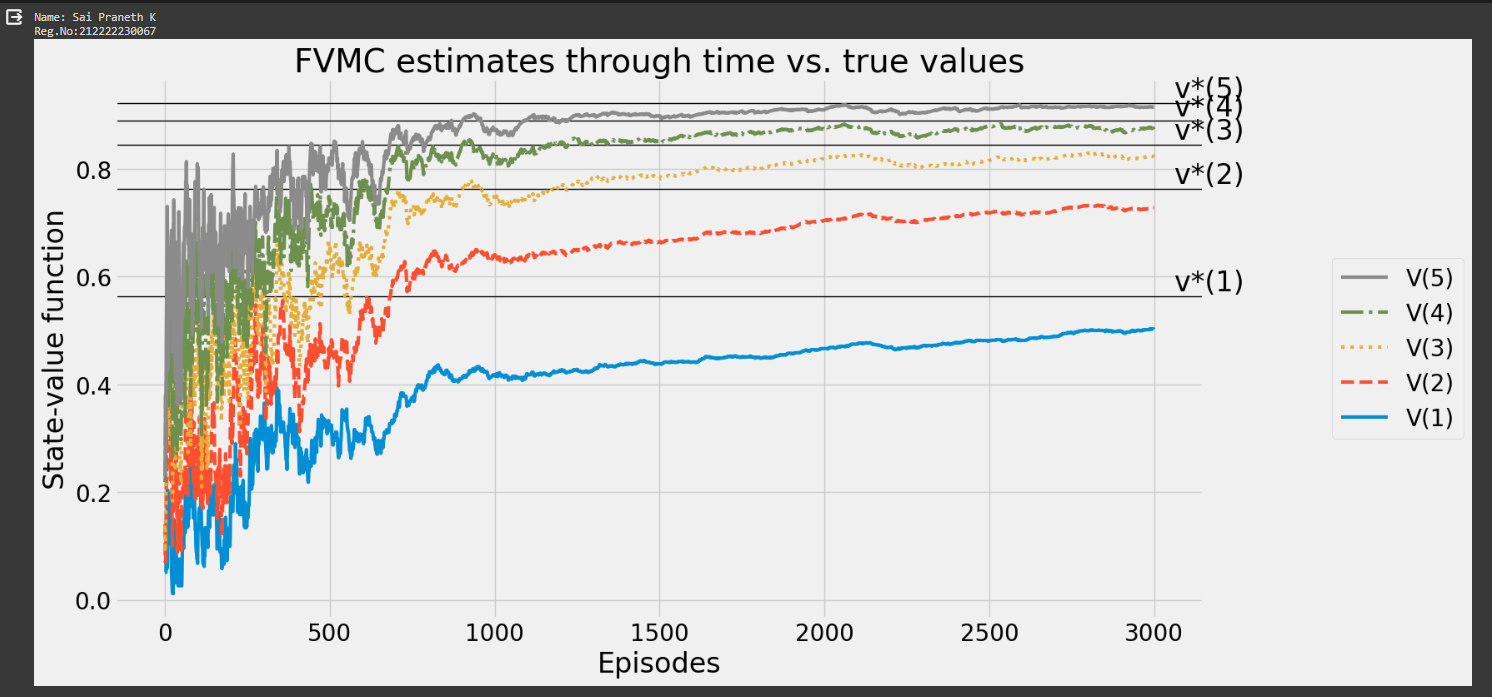 Name: Sai Praneth K
Reg.No:212222230067
FVMC estimates through time vs. true values
v*(5)
v*(4)
v*(3)
v*(2)
v*(1)
State-value function
0.8
0.6
0.4
0.2
0.0
0 500 1000 1500 2000 2500 3000
Episodes
V(5)
V(4)
V(3)
V(2)
V(1)